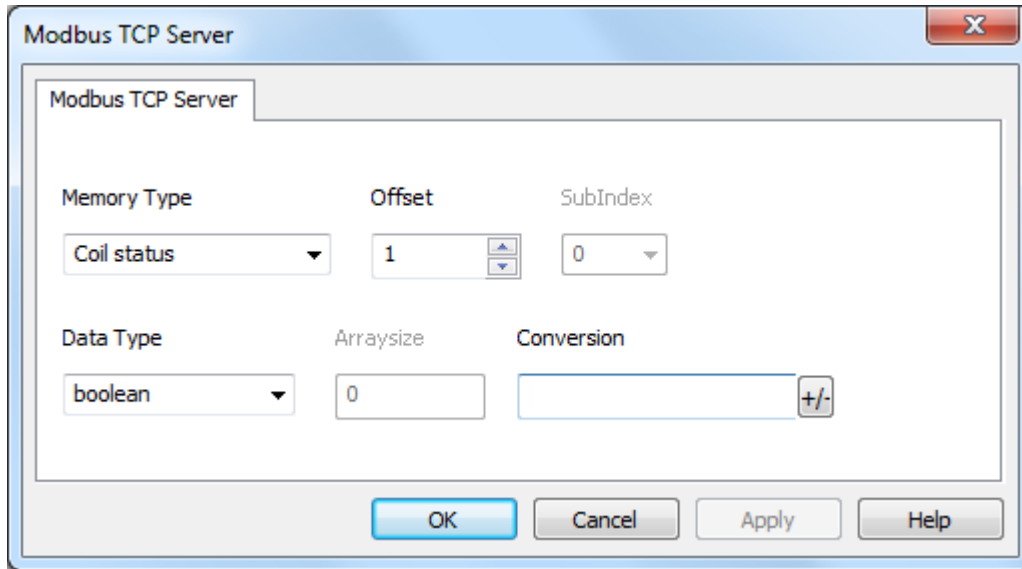 Modbus TCP Server
Modbus TCP Server
Memory Type Offset SubIndex
Coil status 1 0
Data Type Arraysize Conversion
boolean 0 +/-
OK Cancel Apply Help